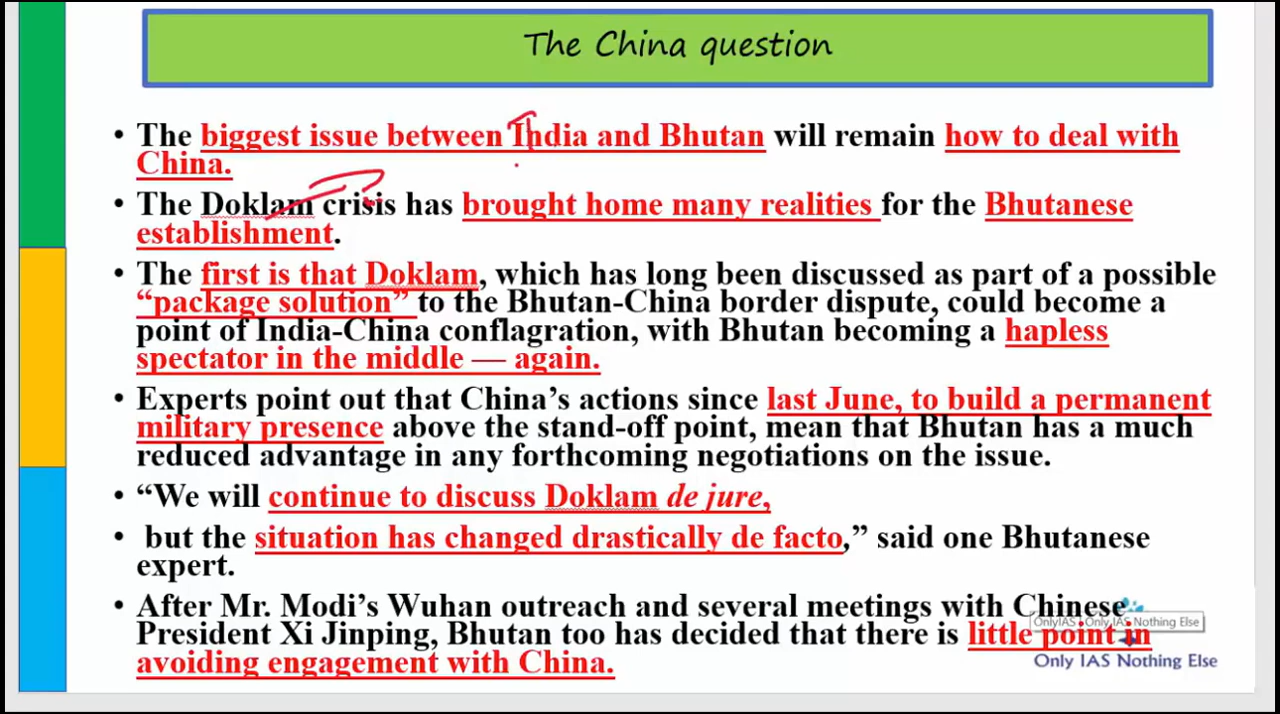 The China question
• The biggest issue between India and Bhutan will remain how to deal with
China.
• The Doklam crisis has brought home many realities for the Bhutanese
establishment.
• The first is that Doklam, which has long been discussed as part of a possible
“package solution” to the Bhutan-China border dispute, could become a
point of India-China conflagration, with Bhutan becoming a hapless
spectator in the middle — again.
• Experts point out that China’s actions since last June, to build a permanent
military presence above the stand-off point, mean that Bhutan has a much
reduced advantage in any forthcoming negotiations on the issue.
• “We will continue to discuss Doklam de jure,
• but the situation has changed drastically de facto,” said one Bhutanese
expert.
• After Mr. Modi’s Wuhan outreach and several meetings with Chinese
OnlyIAS | Only IAS Nothing Else
President Xi Jinping, Bhutan too has decided that there is little point in
avoiding engagement with China.
Only IAS Nothing Else